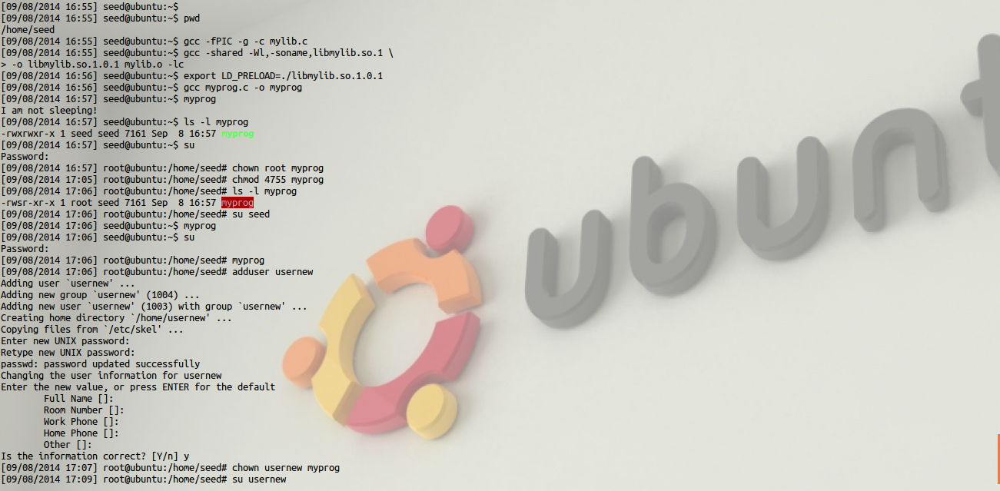 [09/08/2014 16:55] seed@ubuntu:~$
[09/08/2014 16:55] seed@ubuntu:~$ pwd
/home/seed
[09/08/2014 16:55] seed@ubuntu:~$ gcc -fPIC -g -c mylib.c
[09/08/2014 16:55] seed@ubuntu:~$ gcc -shared -Wl,-soname,libmylib.so.1 \
> -o libmylib.so.1.0.1 mylib.o -lc
[09/08/2014 16:56] seed@ubuntu:~$ export LD_PRELOAD=./libmylib.so.1.0.1
[09/08/2014 16:56] seed@ubuntu:~$ gcc myprog.c -o myprog
[09/08/2014 16:57] seed@ubuntu:~$ myprog
I am not sleeping!
[09/08/2014 16:57] seed@ubuntu:~$ ls -l myprog
-rwxrwxr-x 1 seed seed 7161 Sep  8 16:57 myprog
[09/08/2014 16:57] seed@ubuntu:~$ su
Password:
[09/08/2014 16:57] root@ubuntu:/home/seed# chown root myprog
[09/08/2014 17:05] root@ubuntu:/home/seed# chmod 4755 myprog
[09/08/2014 17:06] root@ubuntu:/home/seed# ls -l myprog
-rwsr-xr-x 1 root seed 7161 Sep  8 16:57 myprog
[09/08/2014 17:06] root@ubuntu:/home/seed# su seed
[09/08/2014 17:06] seed@ubuntu:~$ myprog
[09/08/2014 17:06] seed@ubuntu:~$ su
Password:
[09/08/2014 17:06] root@ubuntu:/home/seed# myprog
[09/08/2014 17:06] root@ubuntu:/home/seed# adduser usernew
Adding user `usernew' ...
Adding new group `usernew' (1004) ...
Adding new user `usernew' (1003) with group `usernew' ...
Creating home directory `/home/usernew' ...
Copying files from `/etc/skel' ...
Enter new UNIX password:
Retype new UNIX password:
passwd: password updated successfully
Changing the user information for usernew
Enter the new value, or press ENTER for the default
        Full Name []:
        Room Number []:
        Work Phone []:
        Home Phone []:
        Other []:
Is the information correct? [Y/n] y
[09/08/2014 17:07] root@ubuntu:/home/seed# chown usernew myprog
[09/08/2014 17:09] root@ubuntu:/home/seed# su usernew
ubunt